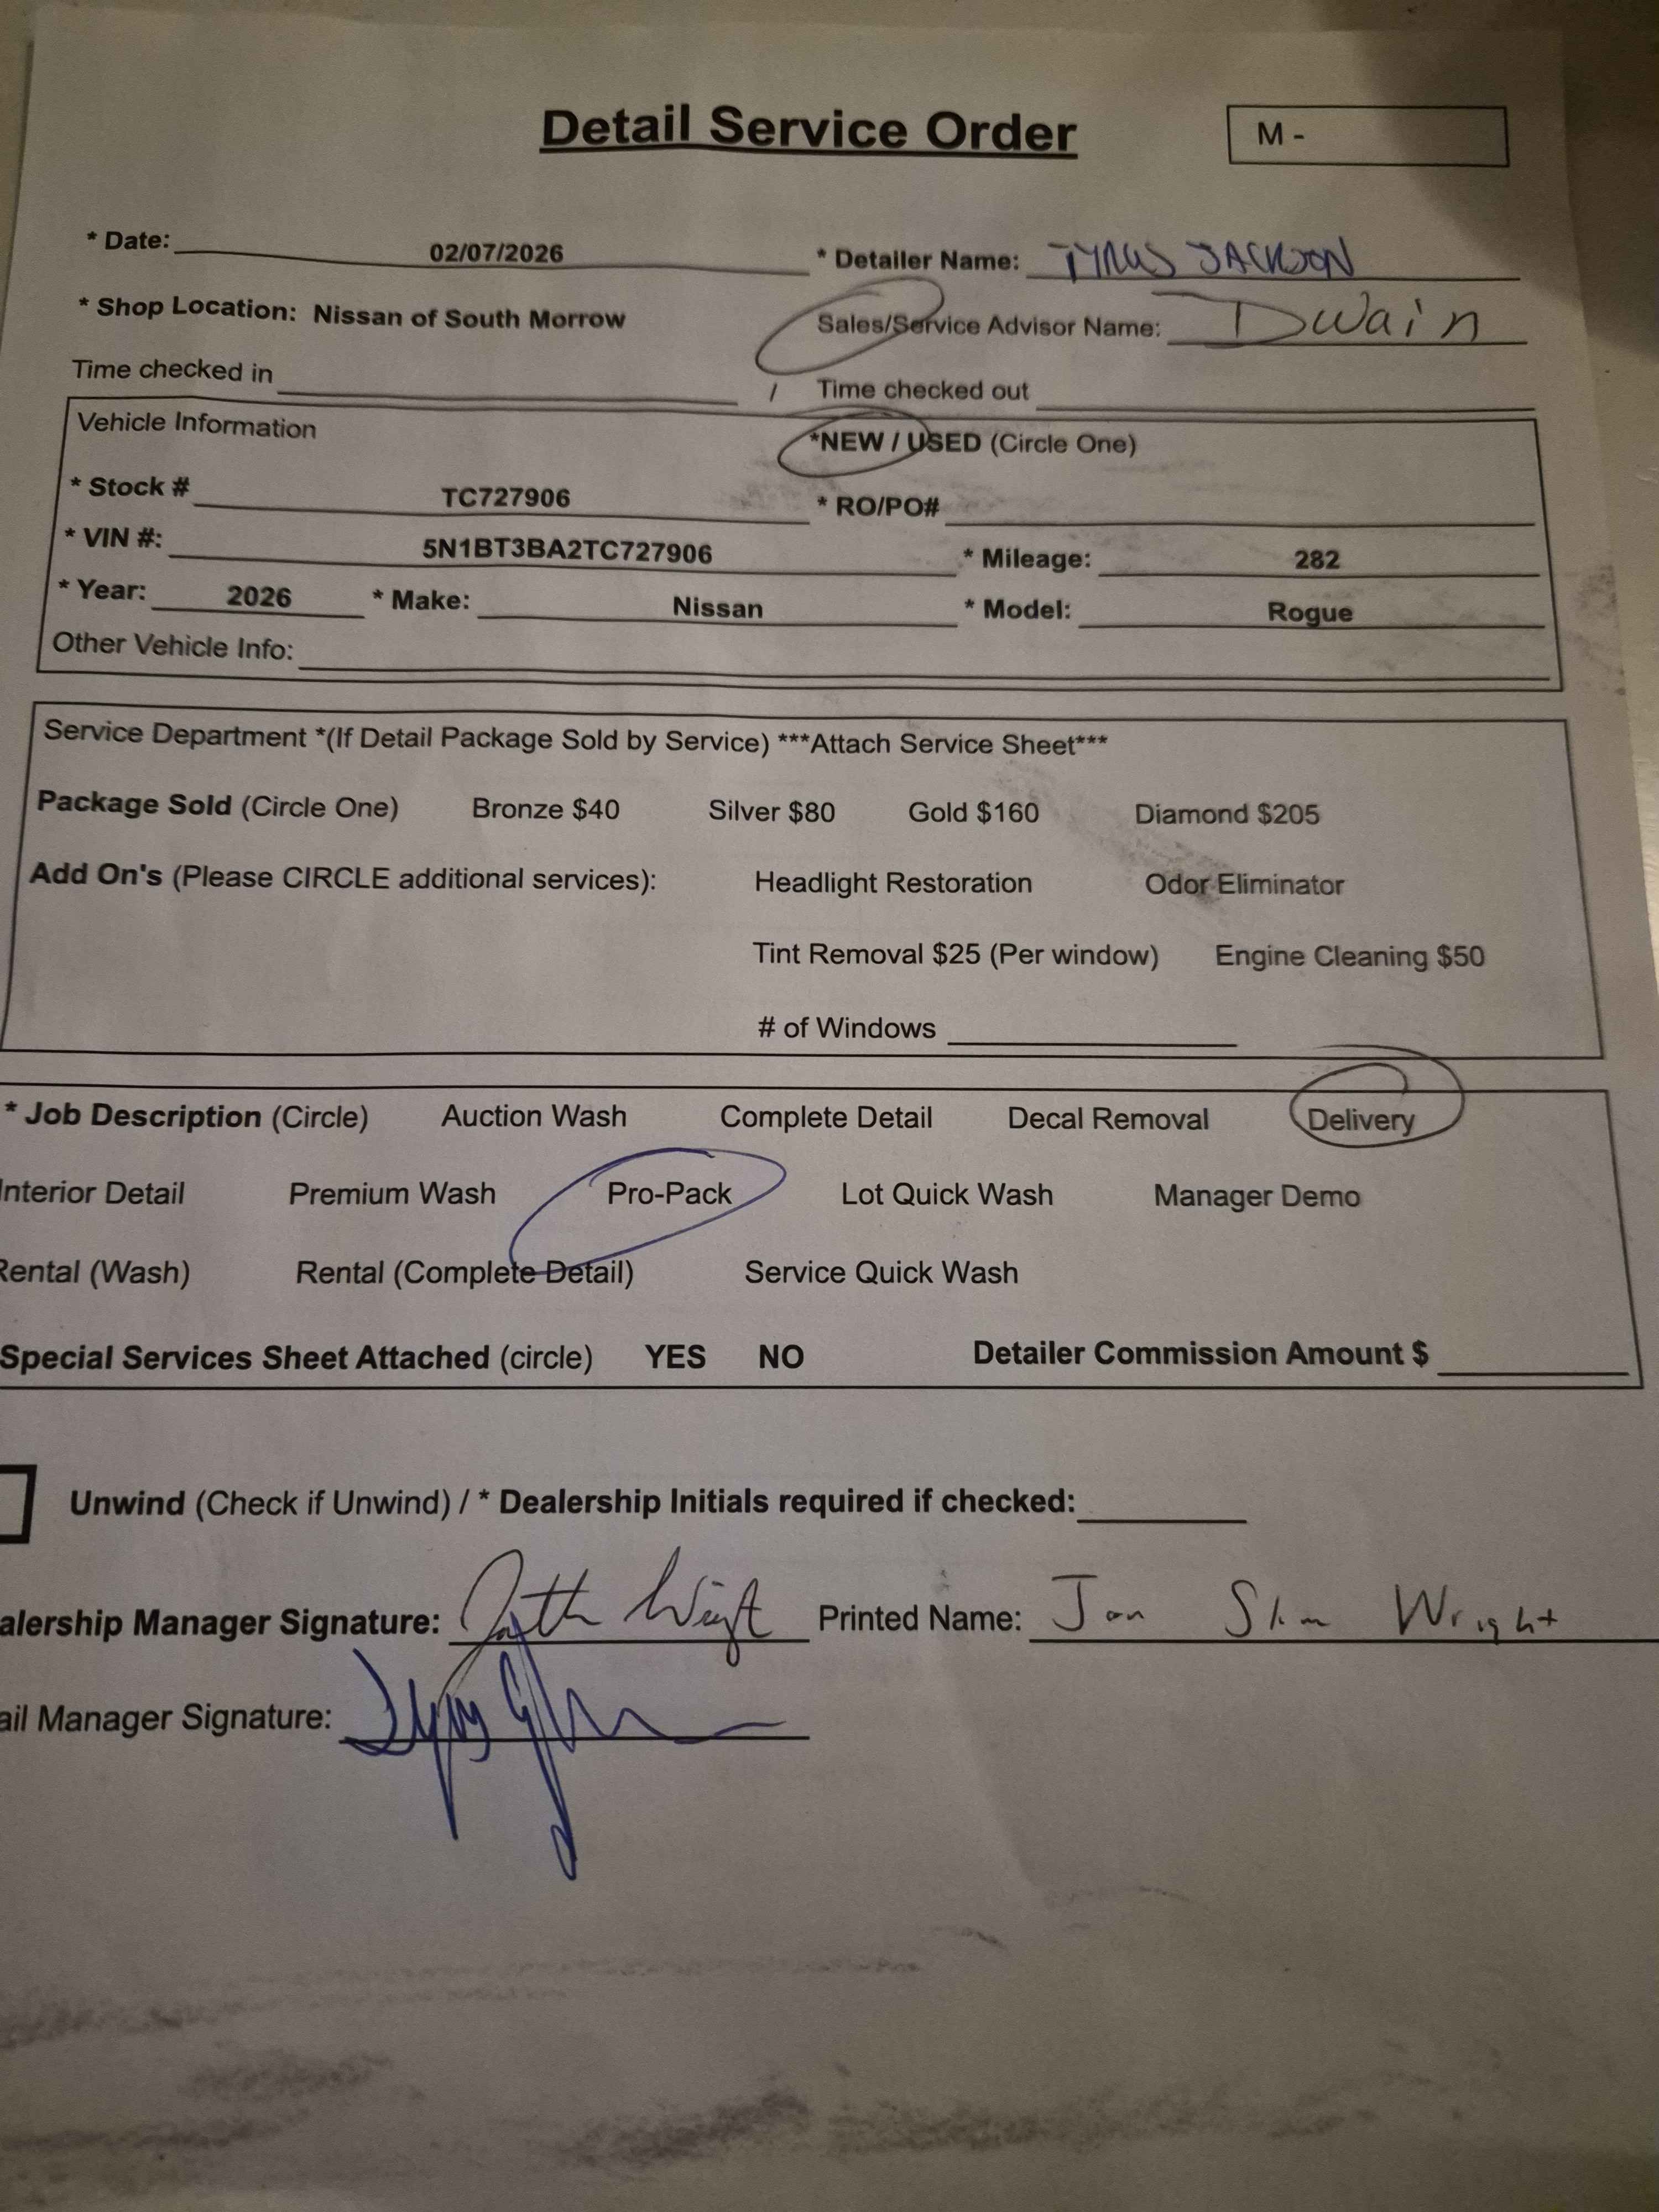 Detail Service Order
M -
* Date: 02/07/2026 * Detailer Name: TYRUS JACKSON
* Shop Location: Nissan of South Morrow Sales/Service Advisor Name: Dwain
Time checked in / Time checked out
Vehicle Information *NEW / USED (Circle One)
* Stock # TC727906 * RO/PO#
* VIN #: 5N1BT3BA2TC727906 * Mileage: 282
* Year: 2026 * Make: Nissan * Model: Rogue
Other Vehicle Info:
Service Department *(If Detail Package Sold by Service) ***Attach Service Sheet***
Package Sold (Circle One) Bronze $40 Silver $80 Gold $160 Diamond $205
Add On's (Please CIRCLE additional services): Headlight Restoration Odor Eliminator
Tint Removal $25 (Per window) Engine Cleaning $50
# of Windows
* Job Description (Circle) Auction Wash Complete Detail Decal Removal Delivery
Interior Detail Premium Wash Pro-Pack Lot Quick Wash Manager Demo
Rental (Wash) Rental (Complete Detail) Service Quick Wash
Special Services Sheet Attached (circle) YES NO Detailer Commission Amount $
Unwind (Check if Unwind) / * Dealership Initials required if checked:
alership Manager Signature: Printed Name: Jon Slim Wright
ail Manager Signature: